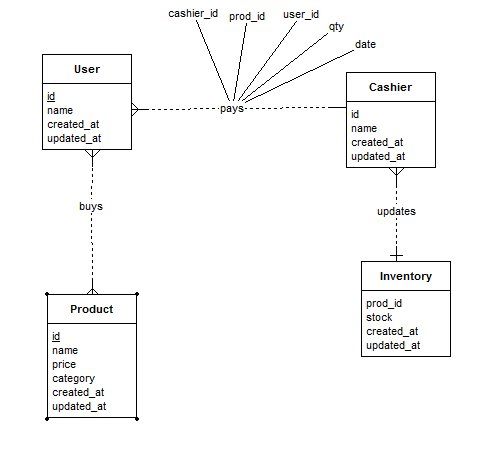 cashier_id
prod_id
user_id
qty
date
User
id
name
created_at
updated_at
pays
Cashier
id
name
created_at
updated_at
buys
updates
Product
id
name
price
category
created_at
updated_at
Inventory
prod_id
stock
created_at
updated_at